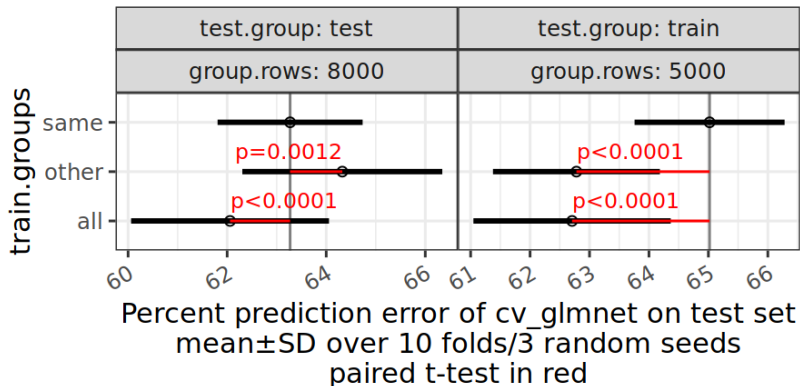 test.group: test
test.group: train
group.rows: 8000
group.rows: 5000
train.groups
same
other
all
p=0.0012
p<0.0001
p<0.0001
p<0.0001
60
62
64
66
61
62
63
64
65
66
Percent prediction error of cv_glmnet on test set
mean±SD over 10 folds/3 random seeds
paired t-test in red